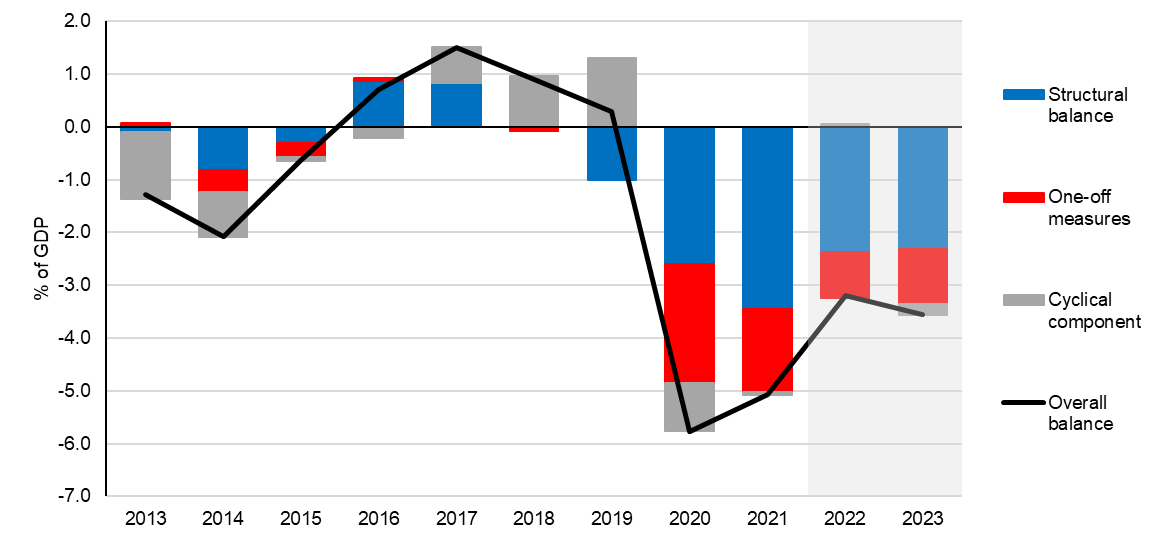 2.0
1.0
0.0
-1.0
-2.0
-3.0
-4.0
-5.0
-6.0
-7.0
% of GDP
2013 2014 2015 2016 2017 2018 2019 2020 2021 2022 2023
Structural
balance
One-off
measures
Cyclical
component
Overall
balance